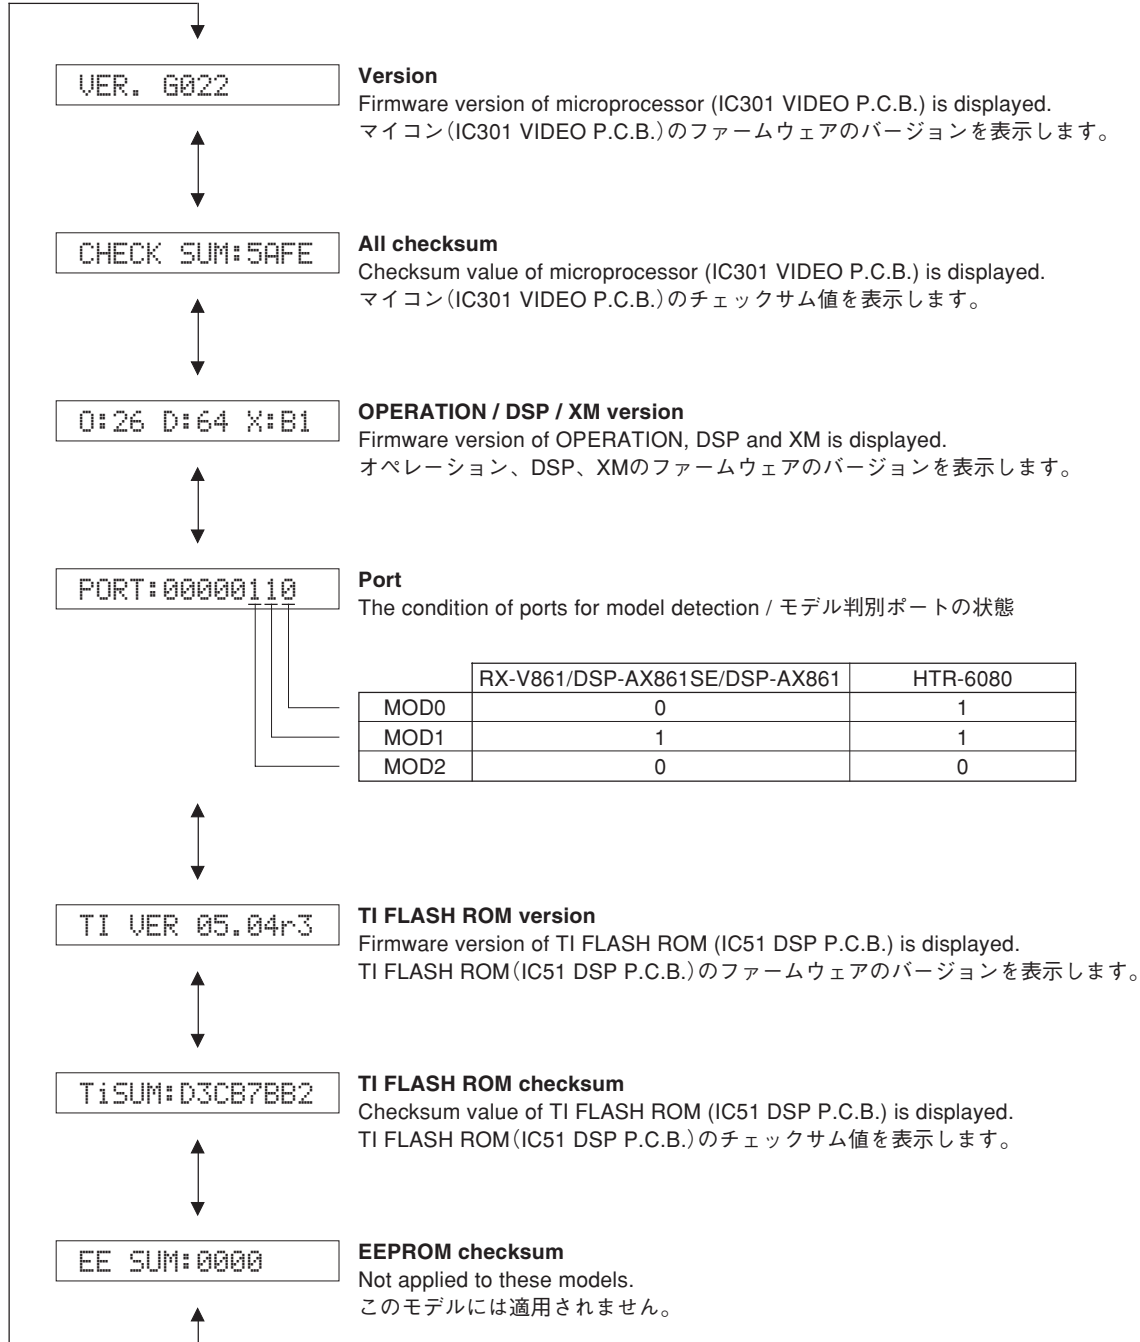 VER. G022
Version
Firmware version of microprocessor (IC301 VIDEO P.C.B.) is displayed.
マイコン(IC301 VIDEO P.C.B.)のファームウェアのバージョンを表示します。
CHECK SUM:5AFE
All checksum
Checksum value of microprocessor (IC301 VIDEO P.C.B.) is displayed.
マイコン(IC301 VIDEO P.C.B.)のチェックサム値を表示します。
O:26 D:64 X:B1
OPERATION / DSP / XM version
Firmware version of OPERATION, DSP and XM is displayed.
オペレーション、DSP、XMのファームウェアのバージョンを表示します。
PORT:00000110
Port
The condition of ports for model detection / モデル判別ポートの状態
RX-V861/DSP-AX861SE/DSP-AX861 HTR-6080
MOD0 0 1
MOD1 1 1
MOD2 0 0
TI VER 05.04r3
TI FLASH ROM version
Firmware version of TI FLASH ROM (IC51 DSP P.C.B.) is displayed.
TI FLASH ROM(IC51 DSP P.C.B.)のファームウェアのバージョンを表示します。
TiSUM:D3CB7BB2
TI FLASH ROM checksum
Checksum value of TI FLASH ROM (IC51 DSP P.C.B.) is displayed.
TI FLASH ROM(IC51 DSP P.C.B.)のチェックサム値を表示します。
EE SUM:0000
EEPROM checksum
Not applied to these models.
このモデルには適用されません。